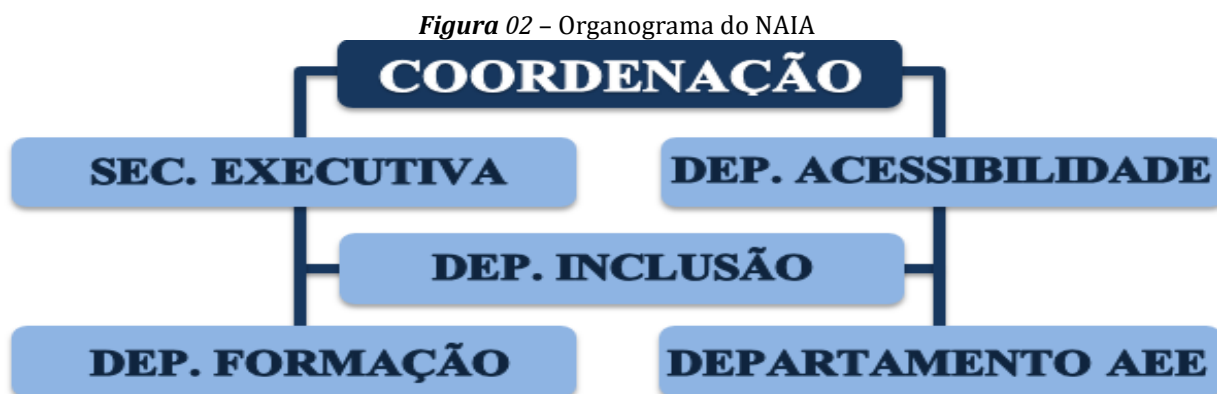 Figura 02 – Organograma do NAIA
COORDENAÇÃO
SEC. EXECUTIVA
DEP. ACESSIBILIDADE
DEP. INCLUSÃO
DEP. FORMAÇÃO
DEPARTAMENTO AEE